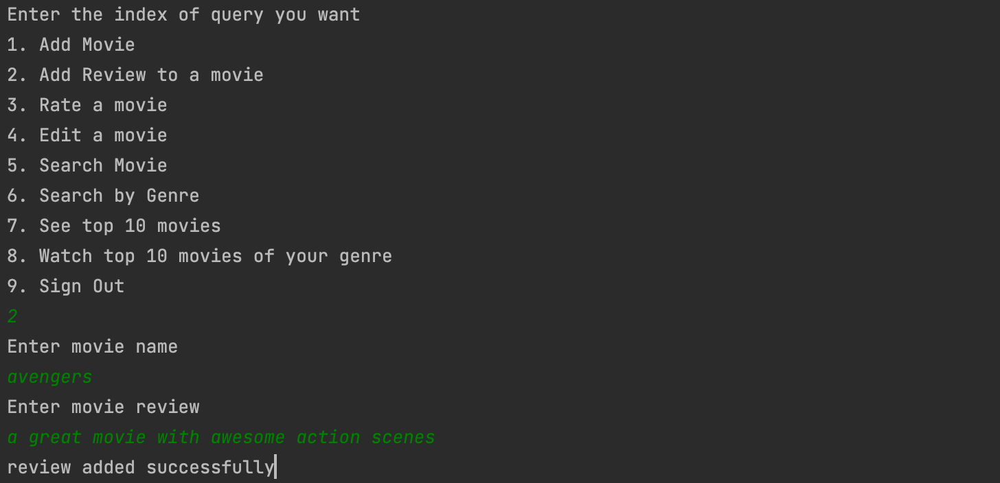 Enter the index of query you want
1. Add Movie
2. Add Review to a movie
3. Rate a movie
4. Edit a movie
5. Search Movie
6. Search by Genre
7. See top 10 movies
8. Watch top 10 movies of your genre
9. Sign Out
2
Enter movie name
avengers
Enter movie review
a great movie with awesome action scenes
review added successfully